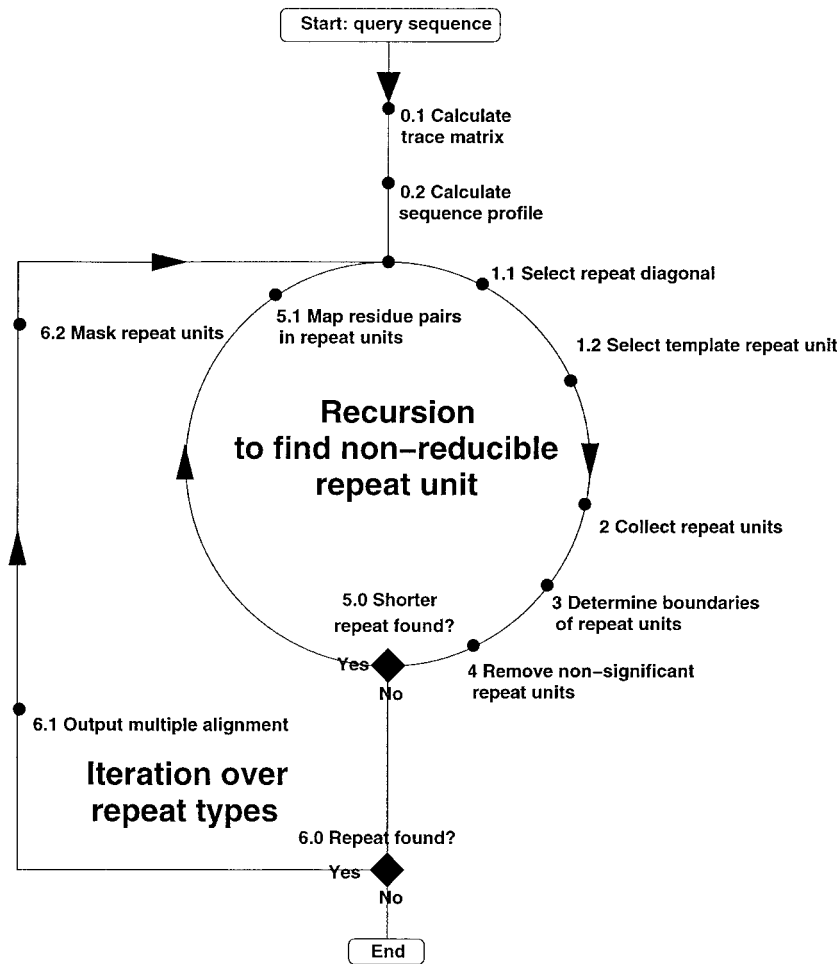 Start: query sequence
0.1 Calculate
trace matrix
0.2 Calculate
sequence profile
1.1 Select repeat diagonal
5.1 Map residue pairs
in repeat units
6.2 Mask repeat units
1.2 Select template repeat unit
Recursion
to find non−reducible
repeat unit
2 Collect repeat units
5.0 Shorter
repeat found?
3 Determine boundaries
of repeat units
Yes
No
4 Remove non−significant
repeat units
6.1 Output multiple alignment
Iteration over
repeat types
6.0 Repeat found?
Yes
No
End